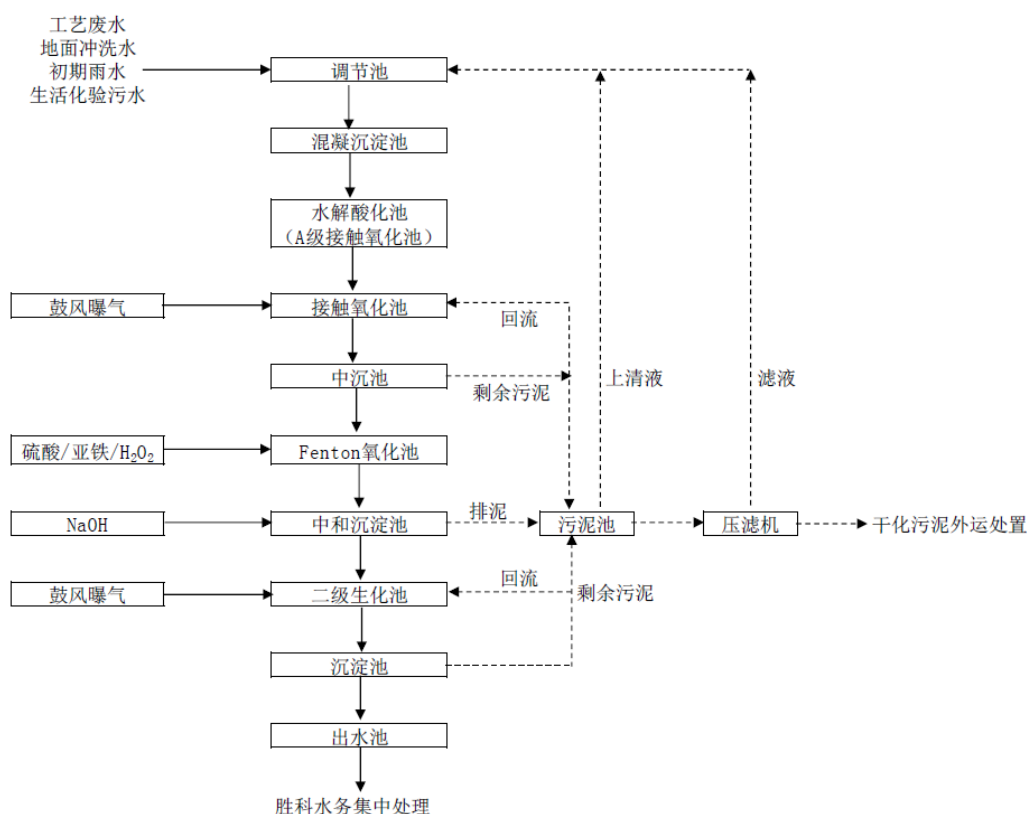 工艺废水
地面冲洗水
初期雨水
生活化验污水
调节池
混凝沉淀池
水解酸化池
（A级接触氧化池）
鼓风曝气
接触氧化池
回流
中沉池
剩余污泥
上清液
滤液
硫酸/亚铁/H₂O₂
Fenton氧化池
NaOH
中和沉淀池
排泥
污泥池
压滤机
干化污泥外运处置
鼓风曝气
二级生化池
回流
剩余污泥
沉淀池
出水池
胜科水务集中处理